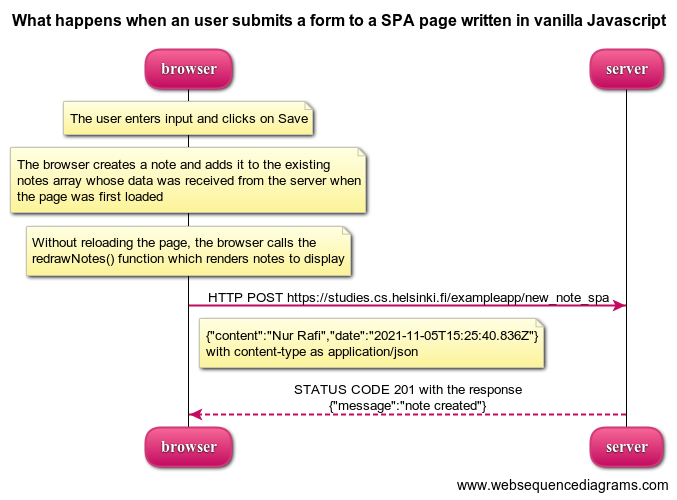 What happens when an user submits a form to a SPA page written in vanilla Javascript
browser
server
The user enters input and clicks on Save
The browser creates a note and adds it to the existing
notes array whose data was received from the server when
the page was first loaded
Without reloading the page, the browser calls the
redrawNotes() function which renders notes to display
HTTP POST https://studies.cs.helsinki.fi/exampleapp/new_note_spa
{"content":"Nur Rafi","date":"2021-11-05T15:25:40.836Z"}
with content-type as application/json
STATUS CODE 201 with the response
{"message":"note created"}
browser
server
www.websequencediagrams.com